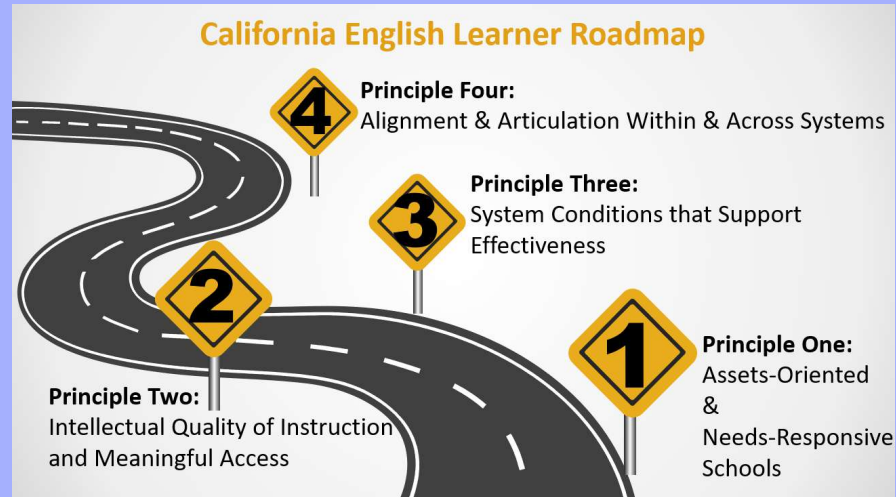 California English Learner Roadmap
4
Principle Four:
Alignment & Articulation Within & Across Systems
3
Principle Three:
System Conditions that Support
Effectiveness
2
Principle Two:
Intellectual Quality of Instruction
and Meaningful Access
1
Principle One:
Assets-Oriented
&
Needs-Responsive
Schools